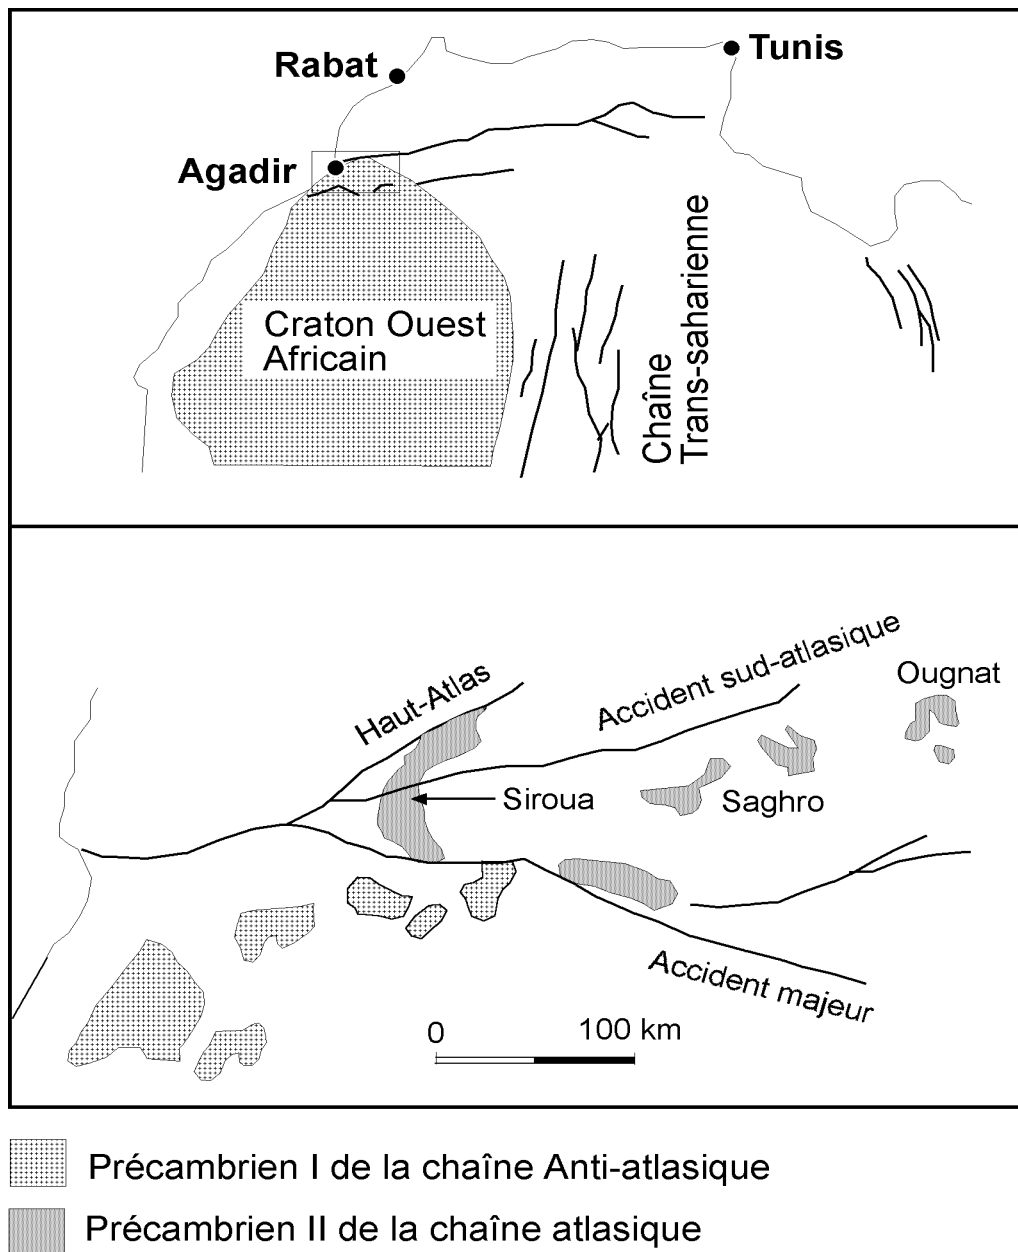 Tunis
Rabat
Agadir
Craton Ouest
Africain
Chaîne
Trans-saharienne
Haut-Atlas
Accident sud-atlasique
Ougnat
Siroua
Saghro
Accident majeur
0 100 km
Précambrien I de la chaîne Anti-atlasique
Précambrien II de la chaîne atlasique